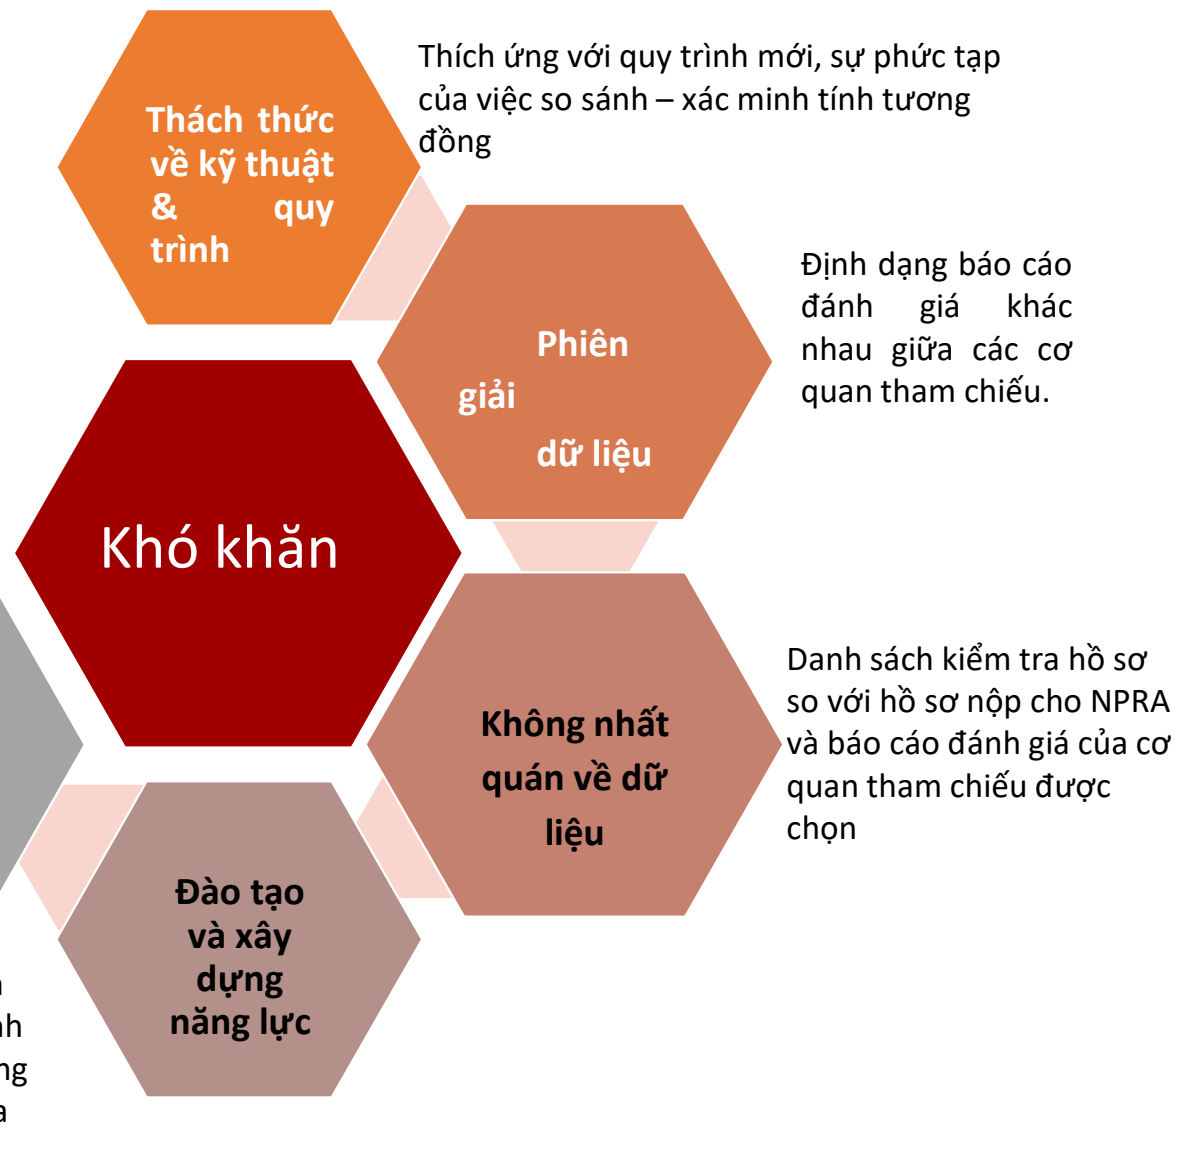 Thích ứng với quy trình mới, sự phức tạp
của việc so sánh – xác minh tính tương
đồng
Thách thức
về kỹ thuật
& quy
trình
Định dạng báo cáo
đánh giá khác
nhau giữa các cơ
quan tham chiếu.
Phiên
giải
dữ liệu
Khó khăn
Danh sách kiểm tra hồ sơ
so với hồ sơ nộp cho NPRA
và báo cáo đánh giá của cơ
quan tham chiếu được
chọn
Không nhất
quán về dữ
liệu
Đào tạo
và xây
dựng
năng lực